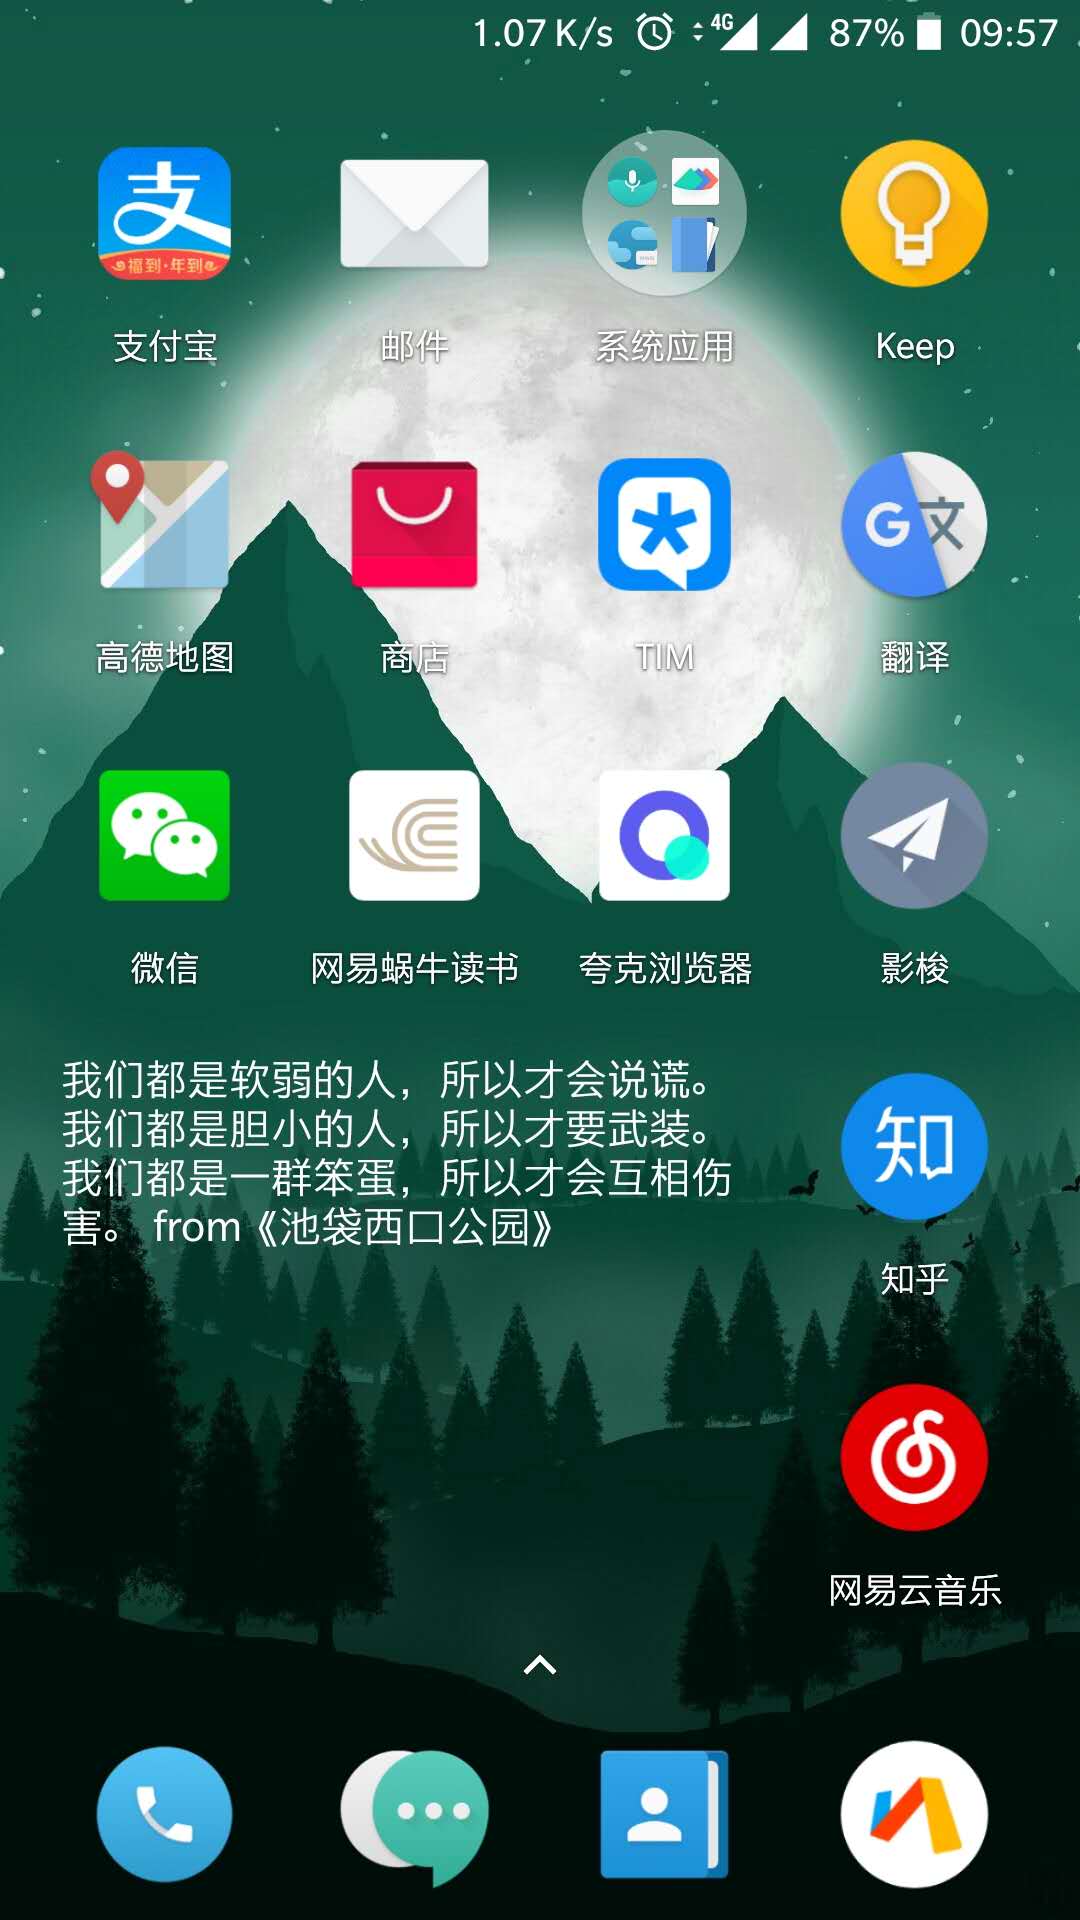 1.07 K/s 4G 87% 09:57
支
福到·年到
支付宝 邮件 系统应用 Keep
G文
高德地图 商店 TIM 翻译
微信 网易蜗牛读书 夸克浏览器 影梭
我们都是软弱的人，所以才会说谎。
我们都是胆小的人，所以才要武装。
我们都是一群笨蛋，所以才会互相伤
害。 from《池袋西口公园》
知
知乎
网易云音乐